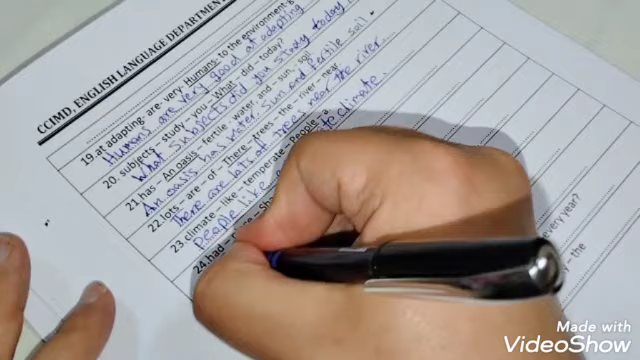 CCIMD, ENGLISH LANGUAGE DEPARTMENT
19.at adapting- are- very- Humans- to the environment-g
Humans are very good at adapting
20. subjects – study – you – What – did – today?
What subjects did you study today
21.has – An oasis – fertile – water – and – sun, – soil
An oasis has water, sun and fertile soil.
22.lots – are – of – There – trees – the – river – near
There are lots of trees near the river.
23.climate – like – temperate – People – a
People like climate.
24.had –
every year?
– the
Made with
VideoShow